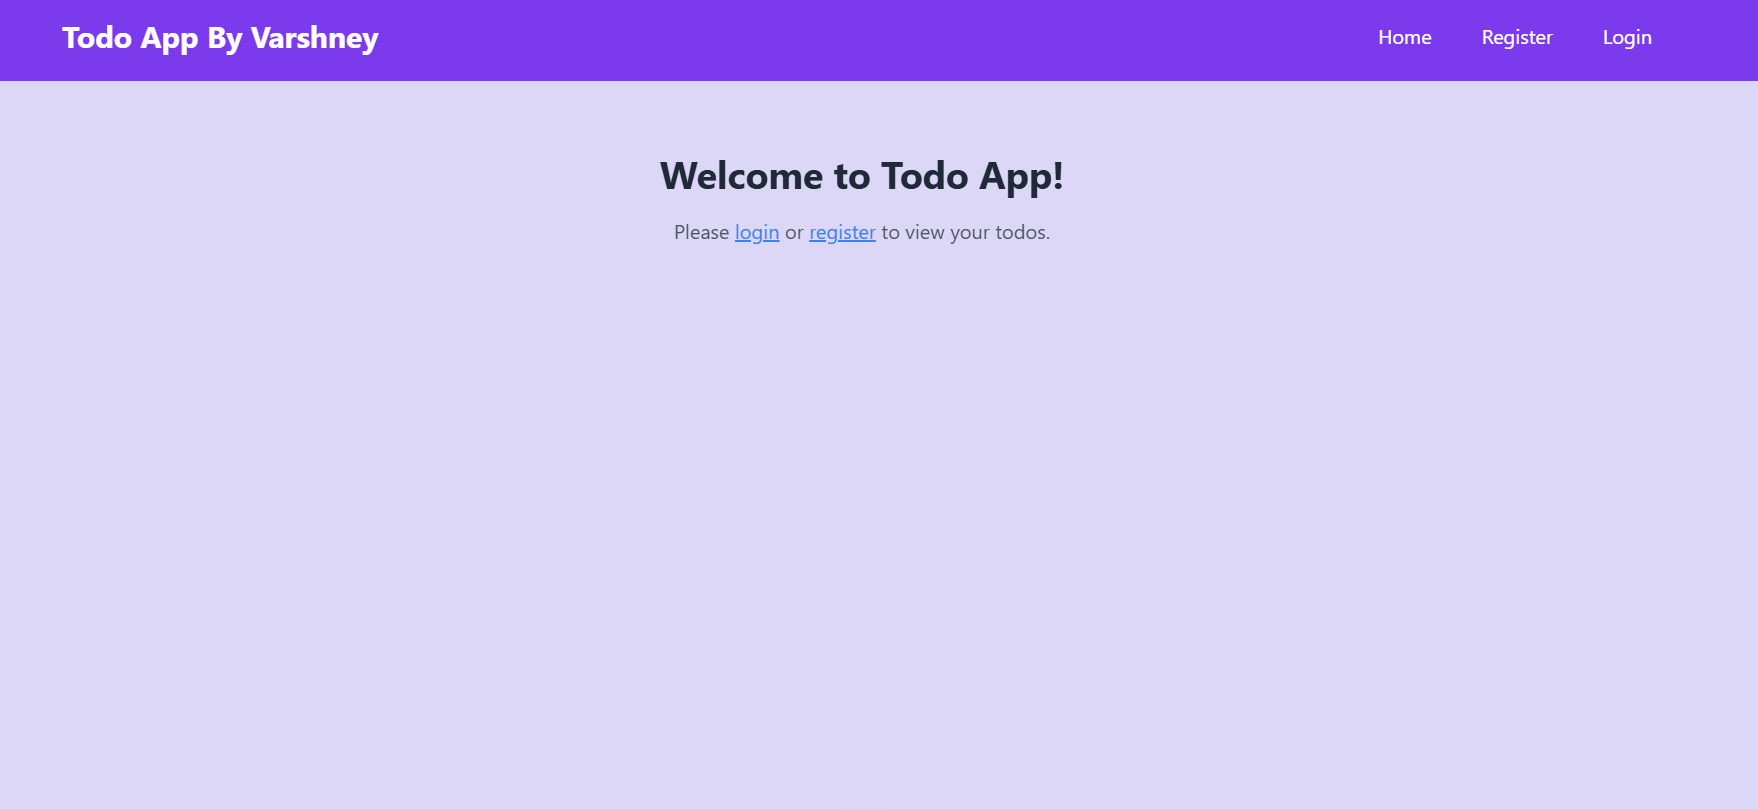 Todo App By Varshney
Home Register Login
Welcome to Todo App!
Please login or register to view your todos.